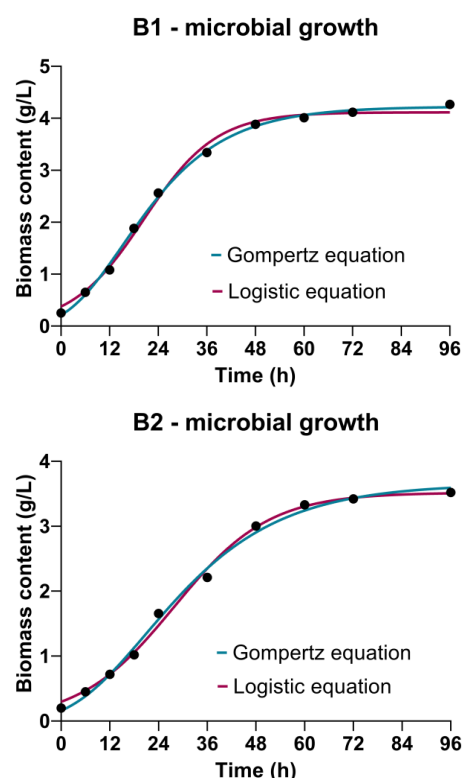 B1 - microbial growth
Biomass content (g/L)
5
4
3
2
1
0
Gompertz equation
Logistic equation
0 12 24 36 48 60 72 84 96
Time (h)
B2 - microbial growth
Biomass content (g/L)
4
3
2
1
0
Gompertz equation
Logistic equation
0 12 24 36 48 60 72 84 96
Time (h)